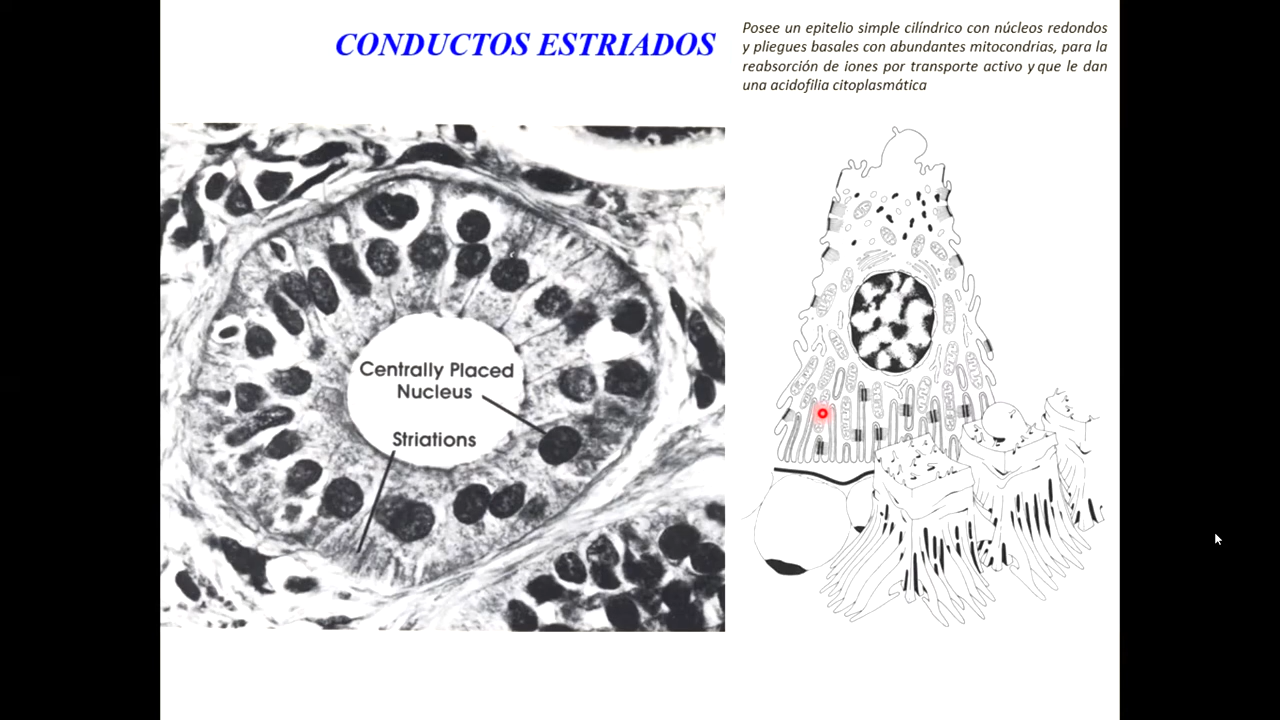 CONDUCTOS ESTRIADOS
Posee un epitelio simple cilíndrico con núcleos redondos
y pliegues basales con abundantes mitocondrias, para la
reabsorción de iones por transporte activo y que le dan
una acidofilia citoplasmática
Centrally Placed
Nucleus
Striations